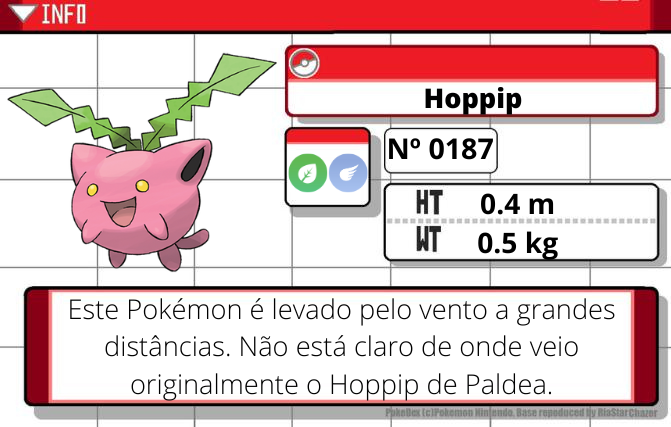 INFO
Hoppip
Nº 0187
HT 0.4 m
WT 0.5 kg
Este Pokémon é levado pelo vento a grandes
distâncias. Não está claro de onde veio
originalmente o Hoppip de Paldea.
PokeDex (c)Pokemon Nintendo. Base repoduced by RiaStarChazer